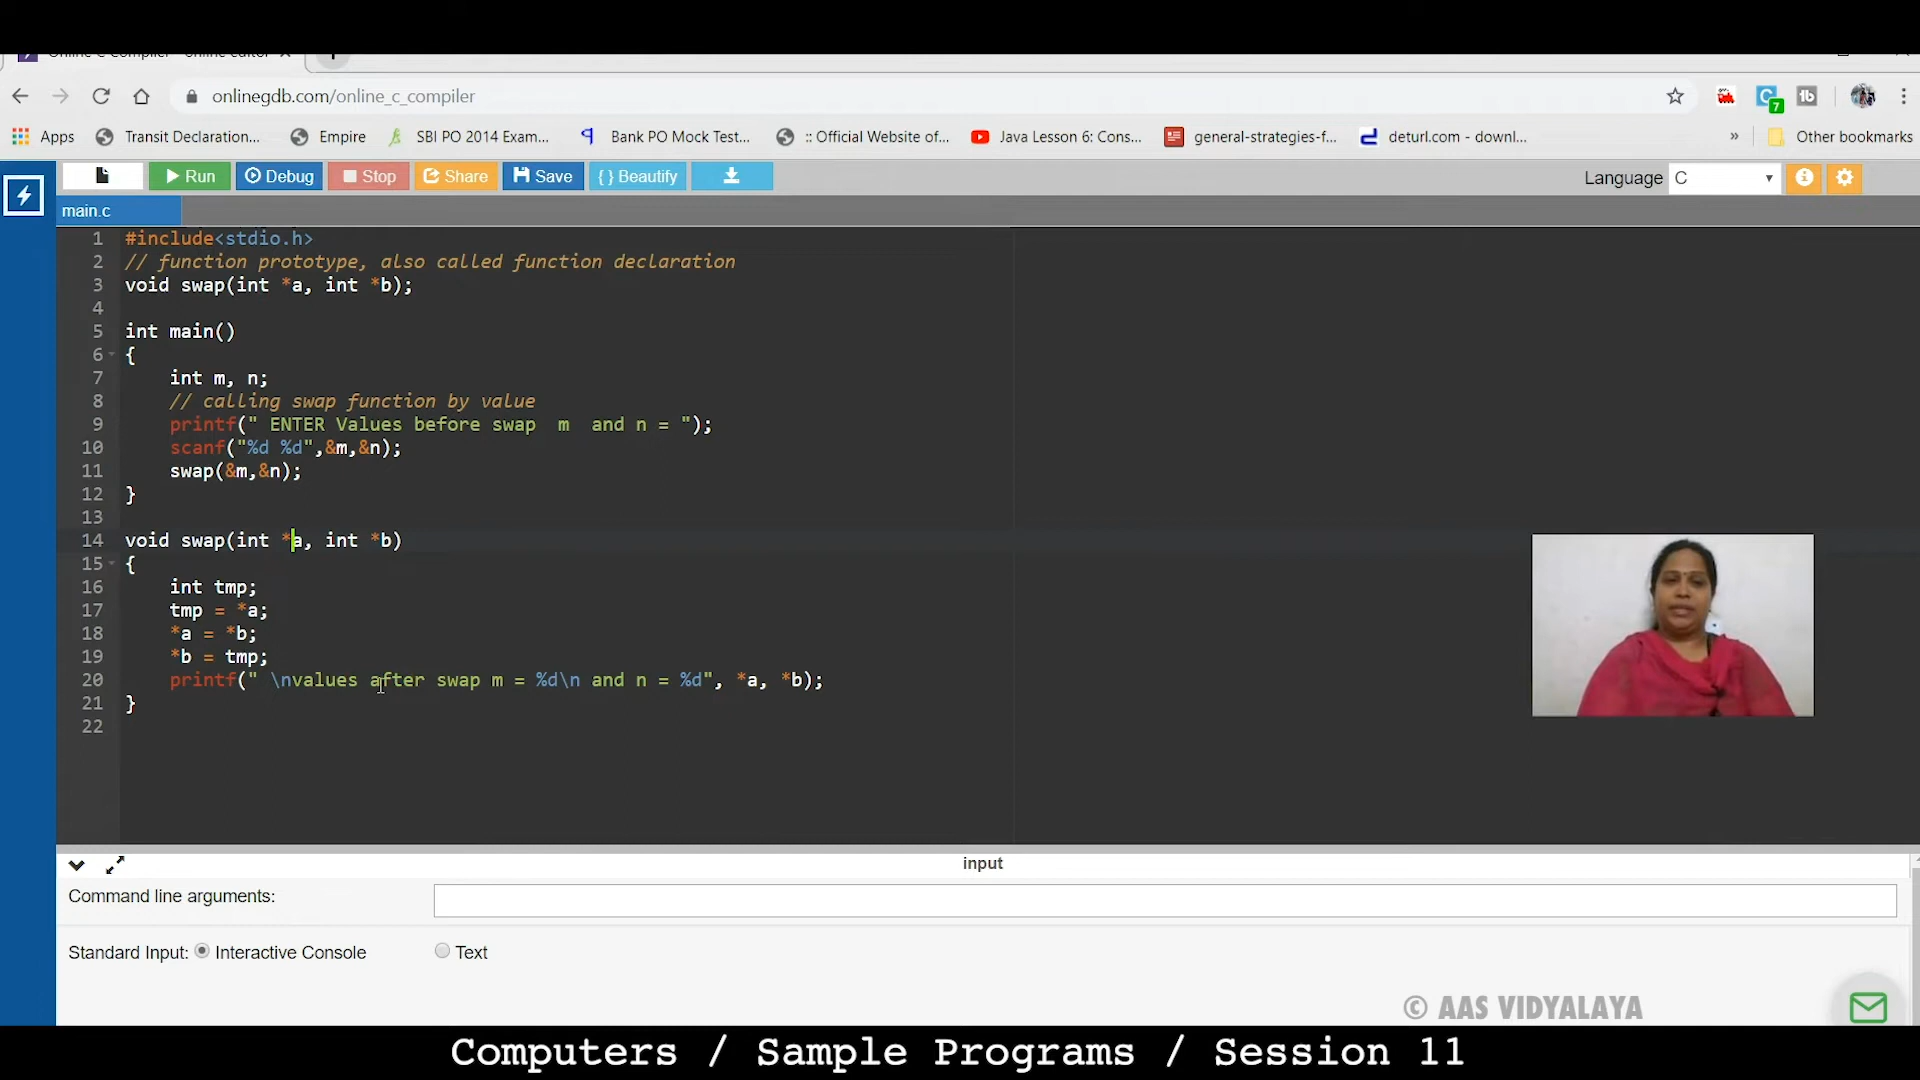 Online C Compiler - online editor
onlinegdb.com/online_c_compiler
7
Apps Transit Declaration... Empire SBI PO 2014 Exam... Bank PO Mock Test... :: Official Website of... Java Lesson 6: Cons... general-strategies-f... deturl.com - downl... » Other bookmarks
Run Debug Stop Share Save { } Beautify Language C
main.c
1 #include<stdio.h>
2 // function prototype, also called function declaration
3 void swap(int *a, int *b);
4
5 int main()
6 {
7 int m, n;
8 // calling swap function by value
9 printf(" ENTER Values before swap  m  and n = ");
10 scanf("%d %d",&m,&n);
11 swap(&m,&n);
12 }
13
14 void swap(int *a, int *b)
15 {
16 int tmp;
17 tmp = *a;
18 *a = *b;
19 *b = tmp;
20 printf(" \nvalues after swap m = %d\n and n = %d", *a, *b);
21 }
22
input
Command line arguments:
Standard Input: Interactive Console Text
© AAS VIDYALAYA
Computers / Sample Programs / Session 11